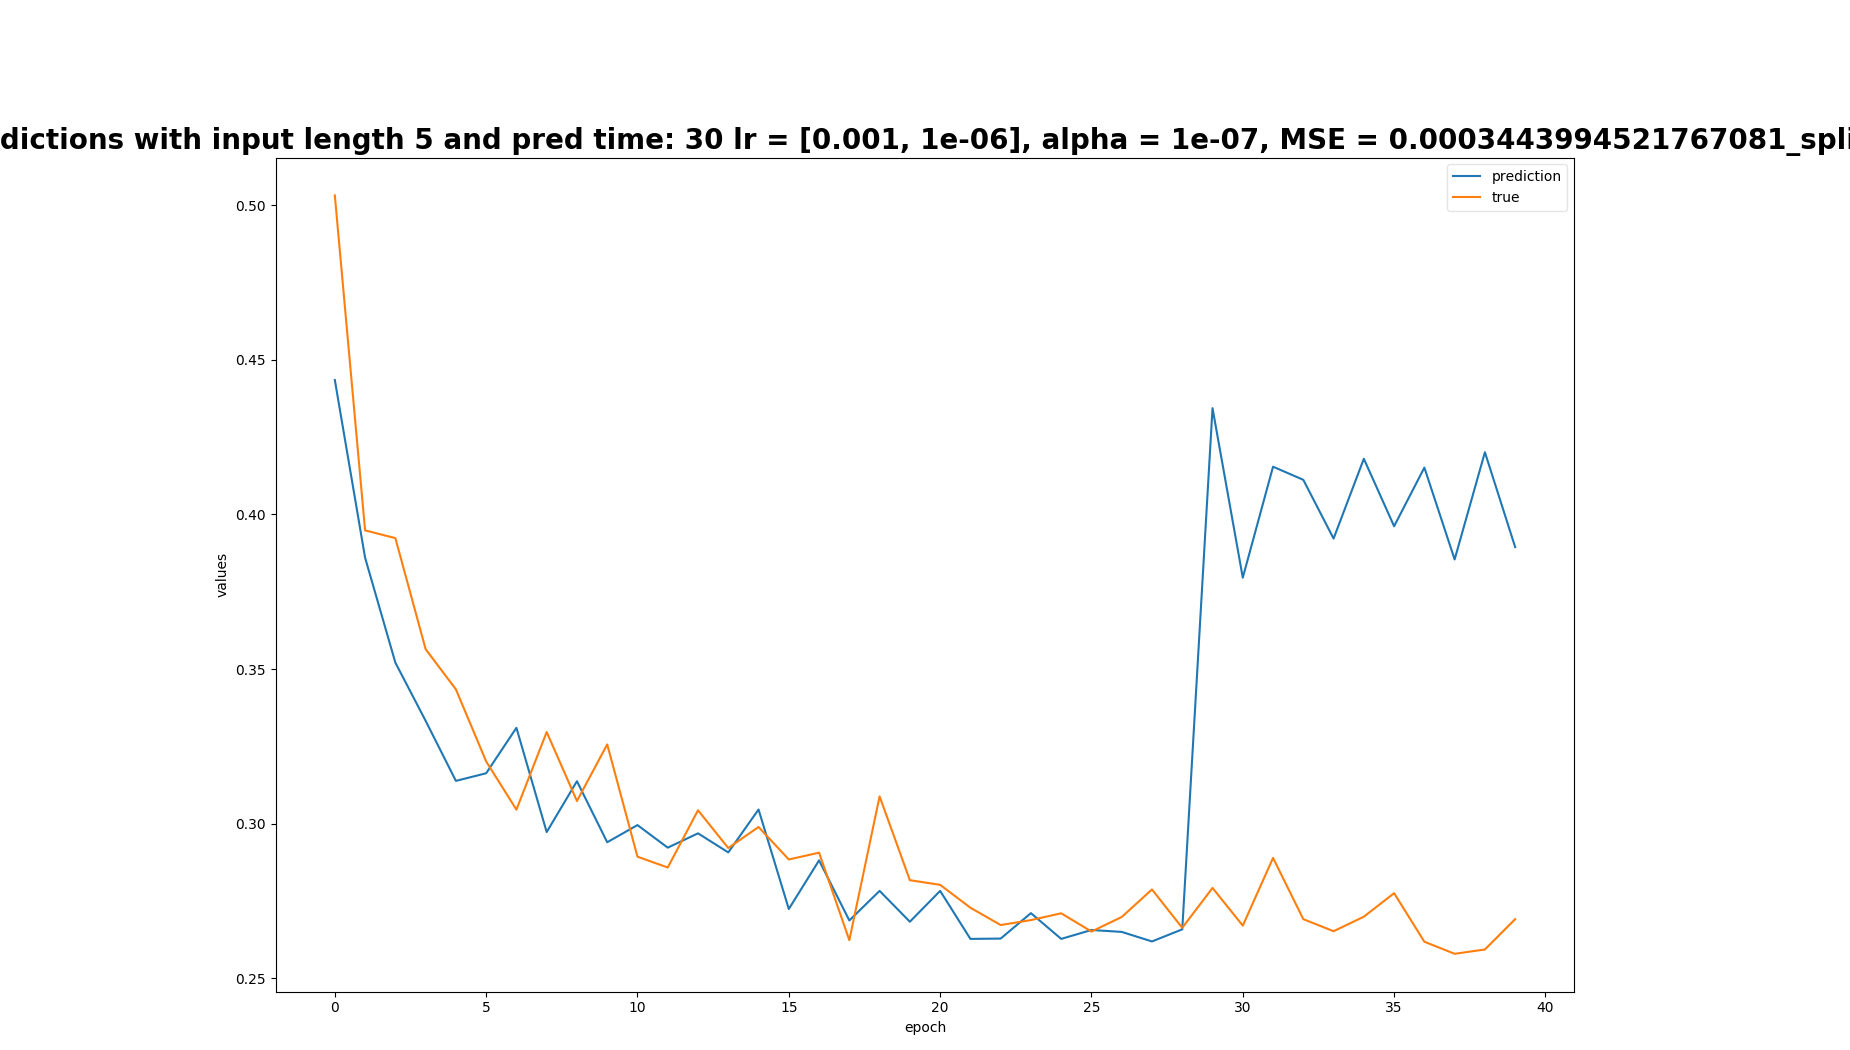 dictions with input length 5 and pred time: 30 lr = [0.001, 1e-06], alpha = 1e-07, MSE = 0.0003443994521767081_spli
prediction
true
0.50
0.45
0.40
0.35
0.30
0.25
values
0 5 10 15 20 25 30 35 40
epoch